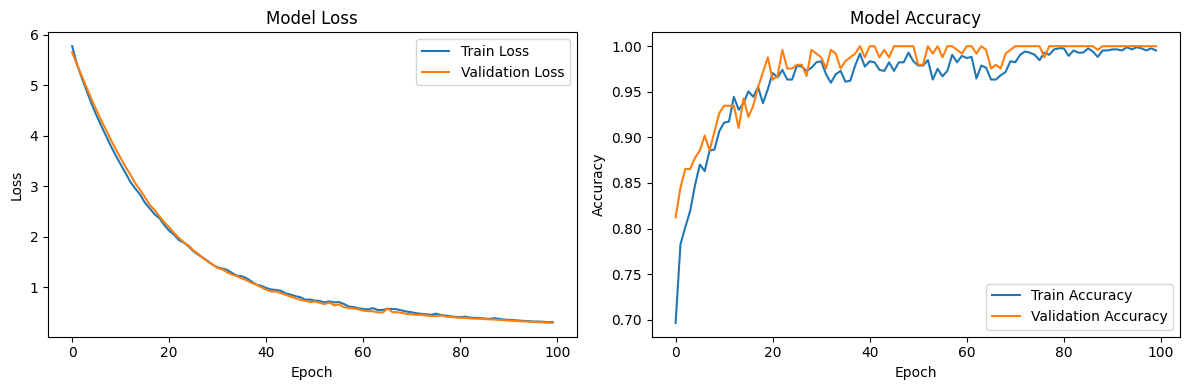 Model Loss
6
5
4
3
2
1
Loss
0
20
40
60
80
100
Epoch
Train Loss
Validation Loss
Model Accuracy
1.00
0.95
0.90
0.85
0.80
0.75
0.70
Accuracy
0
20
40
60
80
100
Epoch
Train Accuracy
Validation Accuracy